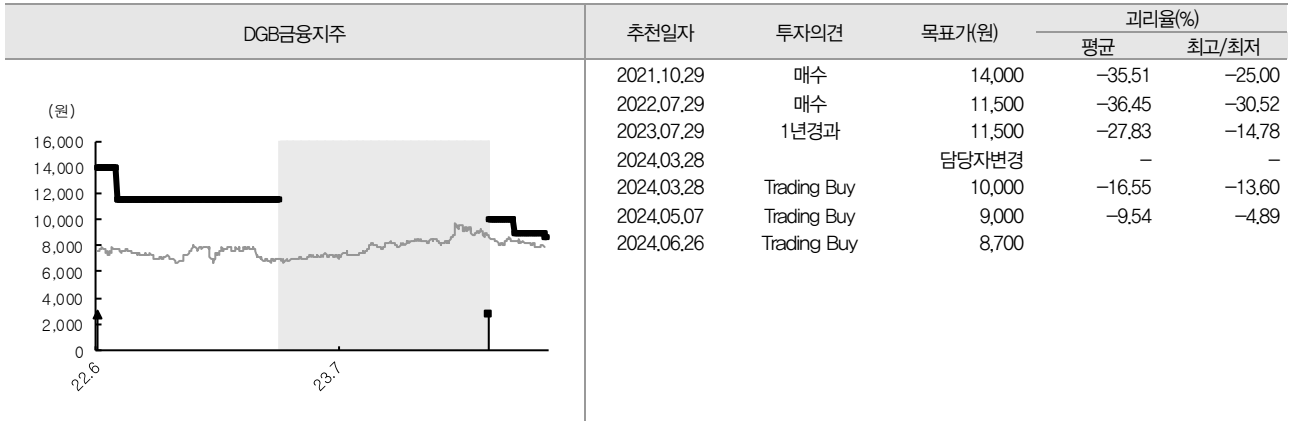 DGB금융지주
(원)
16,000
14,000
12,000
10,000
8,000
6,000
4,000
2,000
0
22.6
23.7
추천일자 투자의견 목표가(원) 괴리율(%)
평균 최고/최저
2021.10.29 매수 14,000 -35.51 -25.00
2022.07.29 매수 11,500 -36.45 -30.52
2023.07.29 1년경과 11,500 -27.83 -14.78
2024.03.28 담당자변경 - -
2024.03.28 Trading Buy 10,000 -16.55 -13.60
2024.05.07 Trading Buy 9,000 -9.54 -4.89
2024.06.26 Trading Buy 8,700